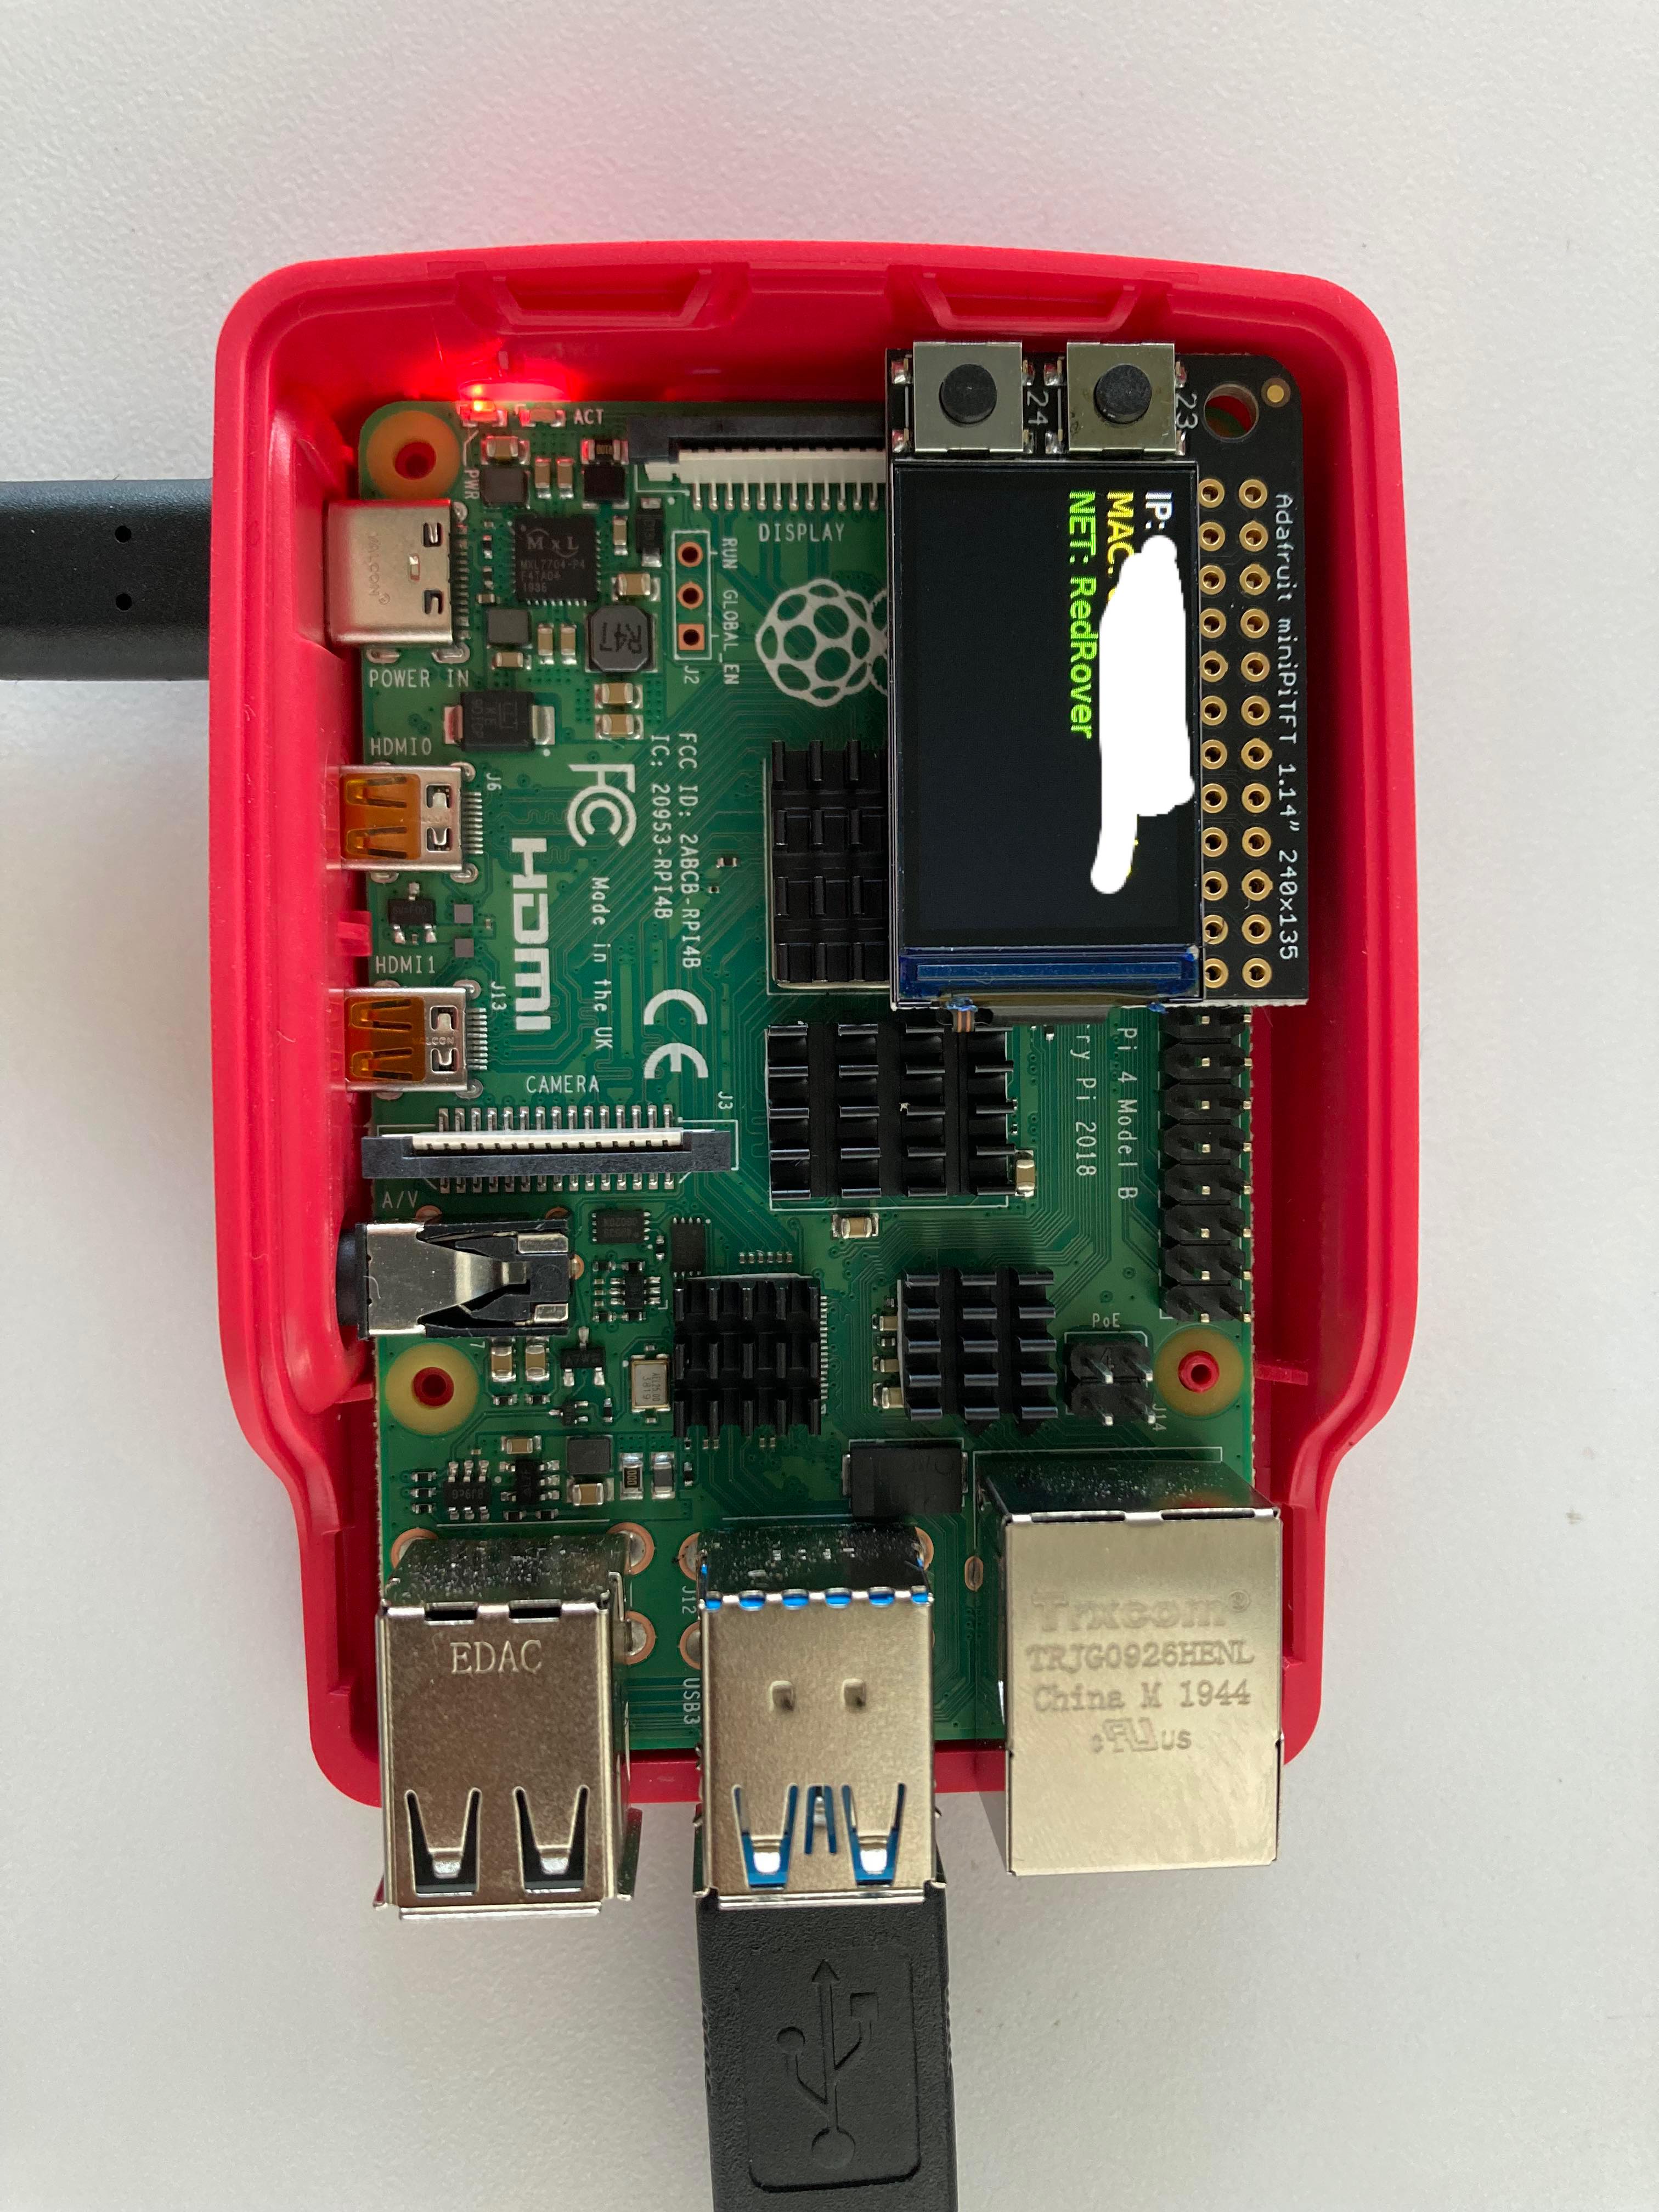 Adafruit miniPiTFT 1.14" 240x135
23
24
IP:
MAC:
NET: RedRover
Pi 4 Model B
rry Pi 2018
J14
PoE
TRJG0926HENL
China M 1944
DISPLAY
RUN GLOBAL_EN
J2
J3
FCC ID: 2ABCB-RPI4B
IC: 20953-RPI4B
CE
FC
Made in the UK
HDMI
CAMERA
R47
ACT
PWR
POWER IN
HDMI0
J6
HDMI1
J13
A/V
J12
USB3
EDAC